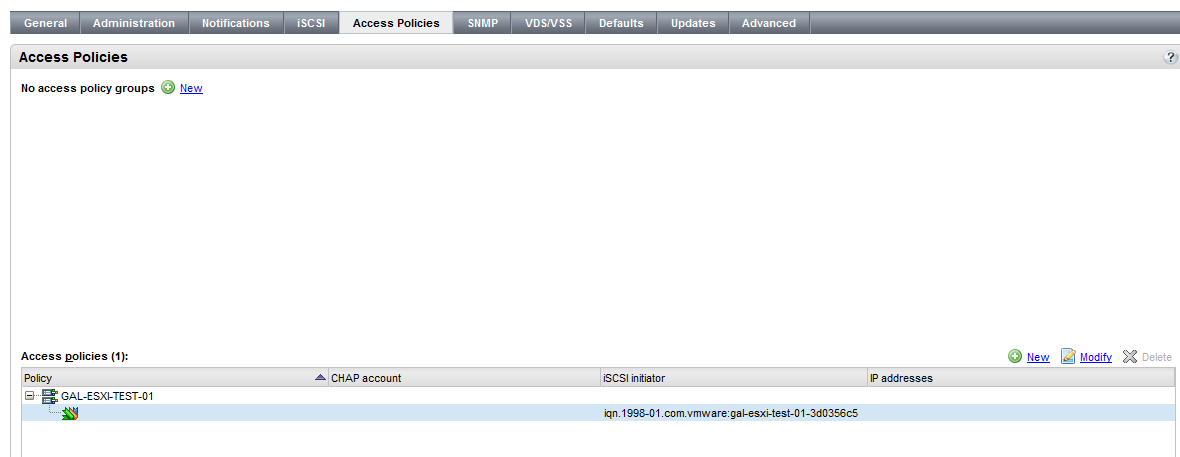 General Administration Notifications iSCSI Access Policies SNMP VDS/VSS Defaults Updates Advanced
Access Policies ?
No access policy groups New
Access policies (1): New Modify Delete
Policy CHAP account iSCSI initiator IP addresses
GAL-ESXI-TEST-01
iqn.1998-01.com.vmware:gal-esxi-test-01-3d0356c5